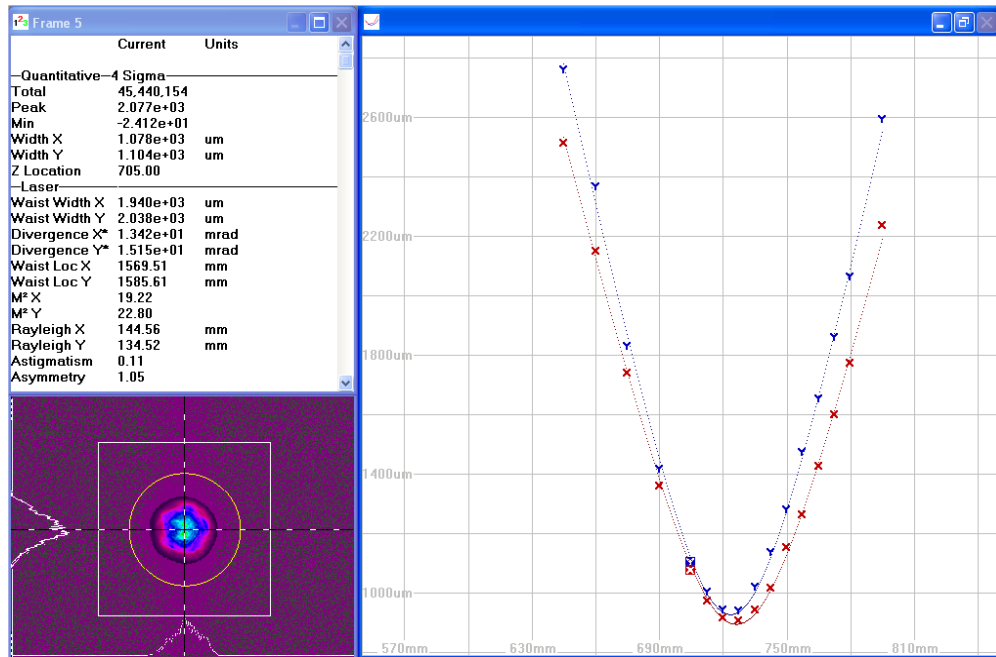 1²3 Frame 5
Current Units
Quantitative-4 Sigma
Total 45,440,154
Peak 2.077e+03
Min -2.412e+01
Width X 1.078e+03 um
Width Y 1.104e+03 um
Z Location 705.00
Laser
Waist Width X 1.940e+03 um
Waist Width Y 2.038e+03 um
Divergence X* 1.342e+01 mrad
Divergence Y* 1.515e+01 mrad
Waist Loc X 1569.51 mm
Waist Loc Y 1585.61 mm
M² X 19.22
M² Y 22.80
Rayleigh X 144.56 mm
Rayleigh Y 134.52 mm
Astigmatism 0.11
Asymmetry 1.05
2600um
2200um
1800um
1400um
1000um
570mm 630mm 690mm 750mm 810mm